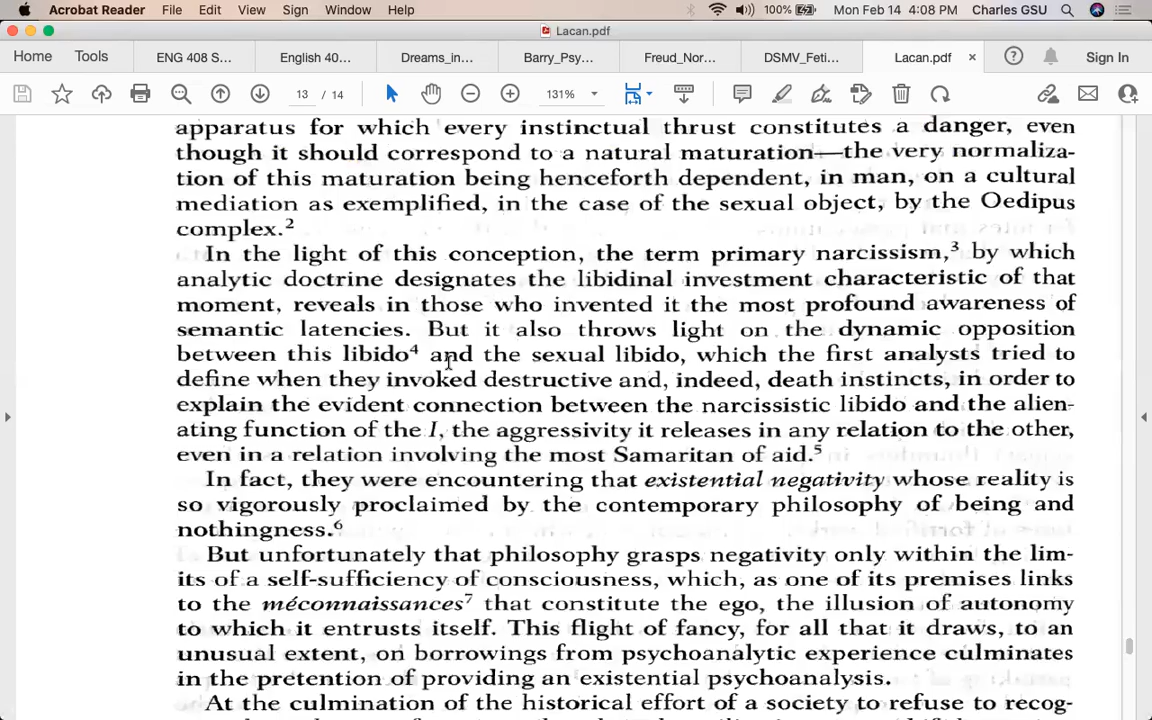 Acrobat Reader File Edit View Sign Window Help 100% Mon Feb 14 4:08 PM Charles GSU
Lacan.pdf
Home Tools ENG 408 S... English 40... Dreams_in... Barry_Psy... Freud_Nor... DSMV_Feti... Lacan.pdf × ? Sign In
13 / 14 131%
apparatus for which every instinctual thrust constitutes a danger, even
though it should correspond to a natural maturation—the very normaliza-
tion of this maturation being henceforth dependent, in man, on a cultural
mediation as exemplified, in the case of the sexual object, by the Oedipus
complex.²
In the light of this conception, the term primary narcissism,³ by which
analytic doctrine designates the libidinal investment characteristic of that
moment, reveals in those who invented it the most profound awareness of
semantic latencies. But it also throws light on the dynamic opposition
between this libido⁴ and the sexual libido, which the first analysts tried to
define when they invoked destructive and, indeed, death instincts, in order to
explain the evident connection between the narcissistic libido and the alien-
ating function of the I, the aggressivity it releases in any relation to the other,
even in a relation involving the most Samaritan of aid.⁵
In fact, they were encountering that existential negativity whose reality is
so vigorously proclaimed by the contemporary philosophy of being and
nothingness.⁶
But unfortunately that philosophy grasps negativity only within the lim-
its of a self-sufficiency of consciousness, which, as one of its premises links
to the méconnaissances⁷ that constitute the ego, the illusion of autonomy
to which it entrusts itself. This flight of fancy, for all that it draws, to an
unusual extent, on borrowings from psychoanalytic experience culminates
in the pretention of providing an existential psychoanalysis.
At the culmination of the historical effort of a society to refuse to recog-